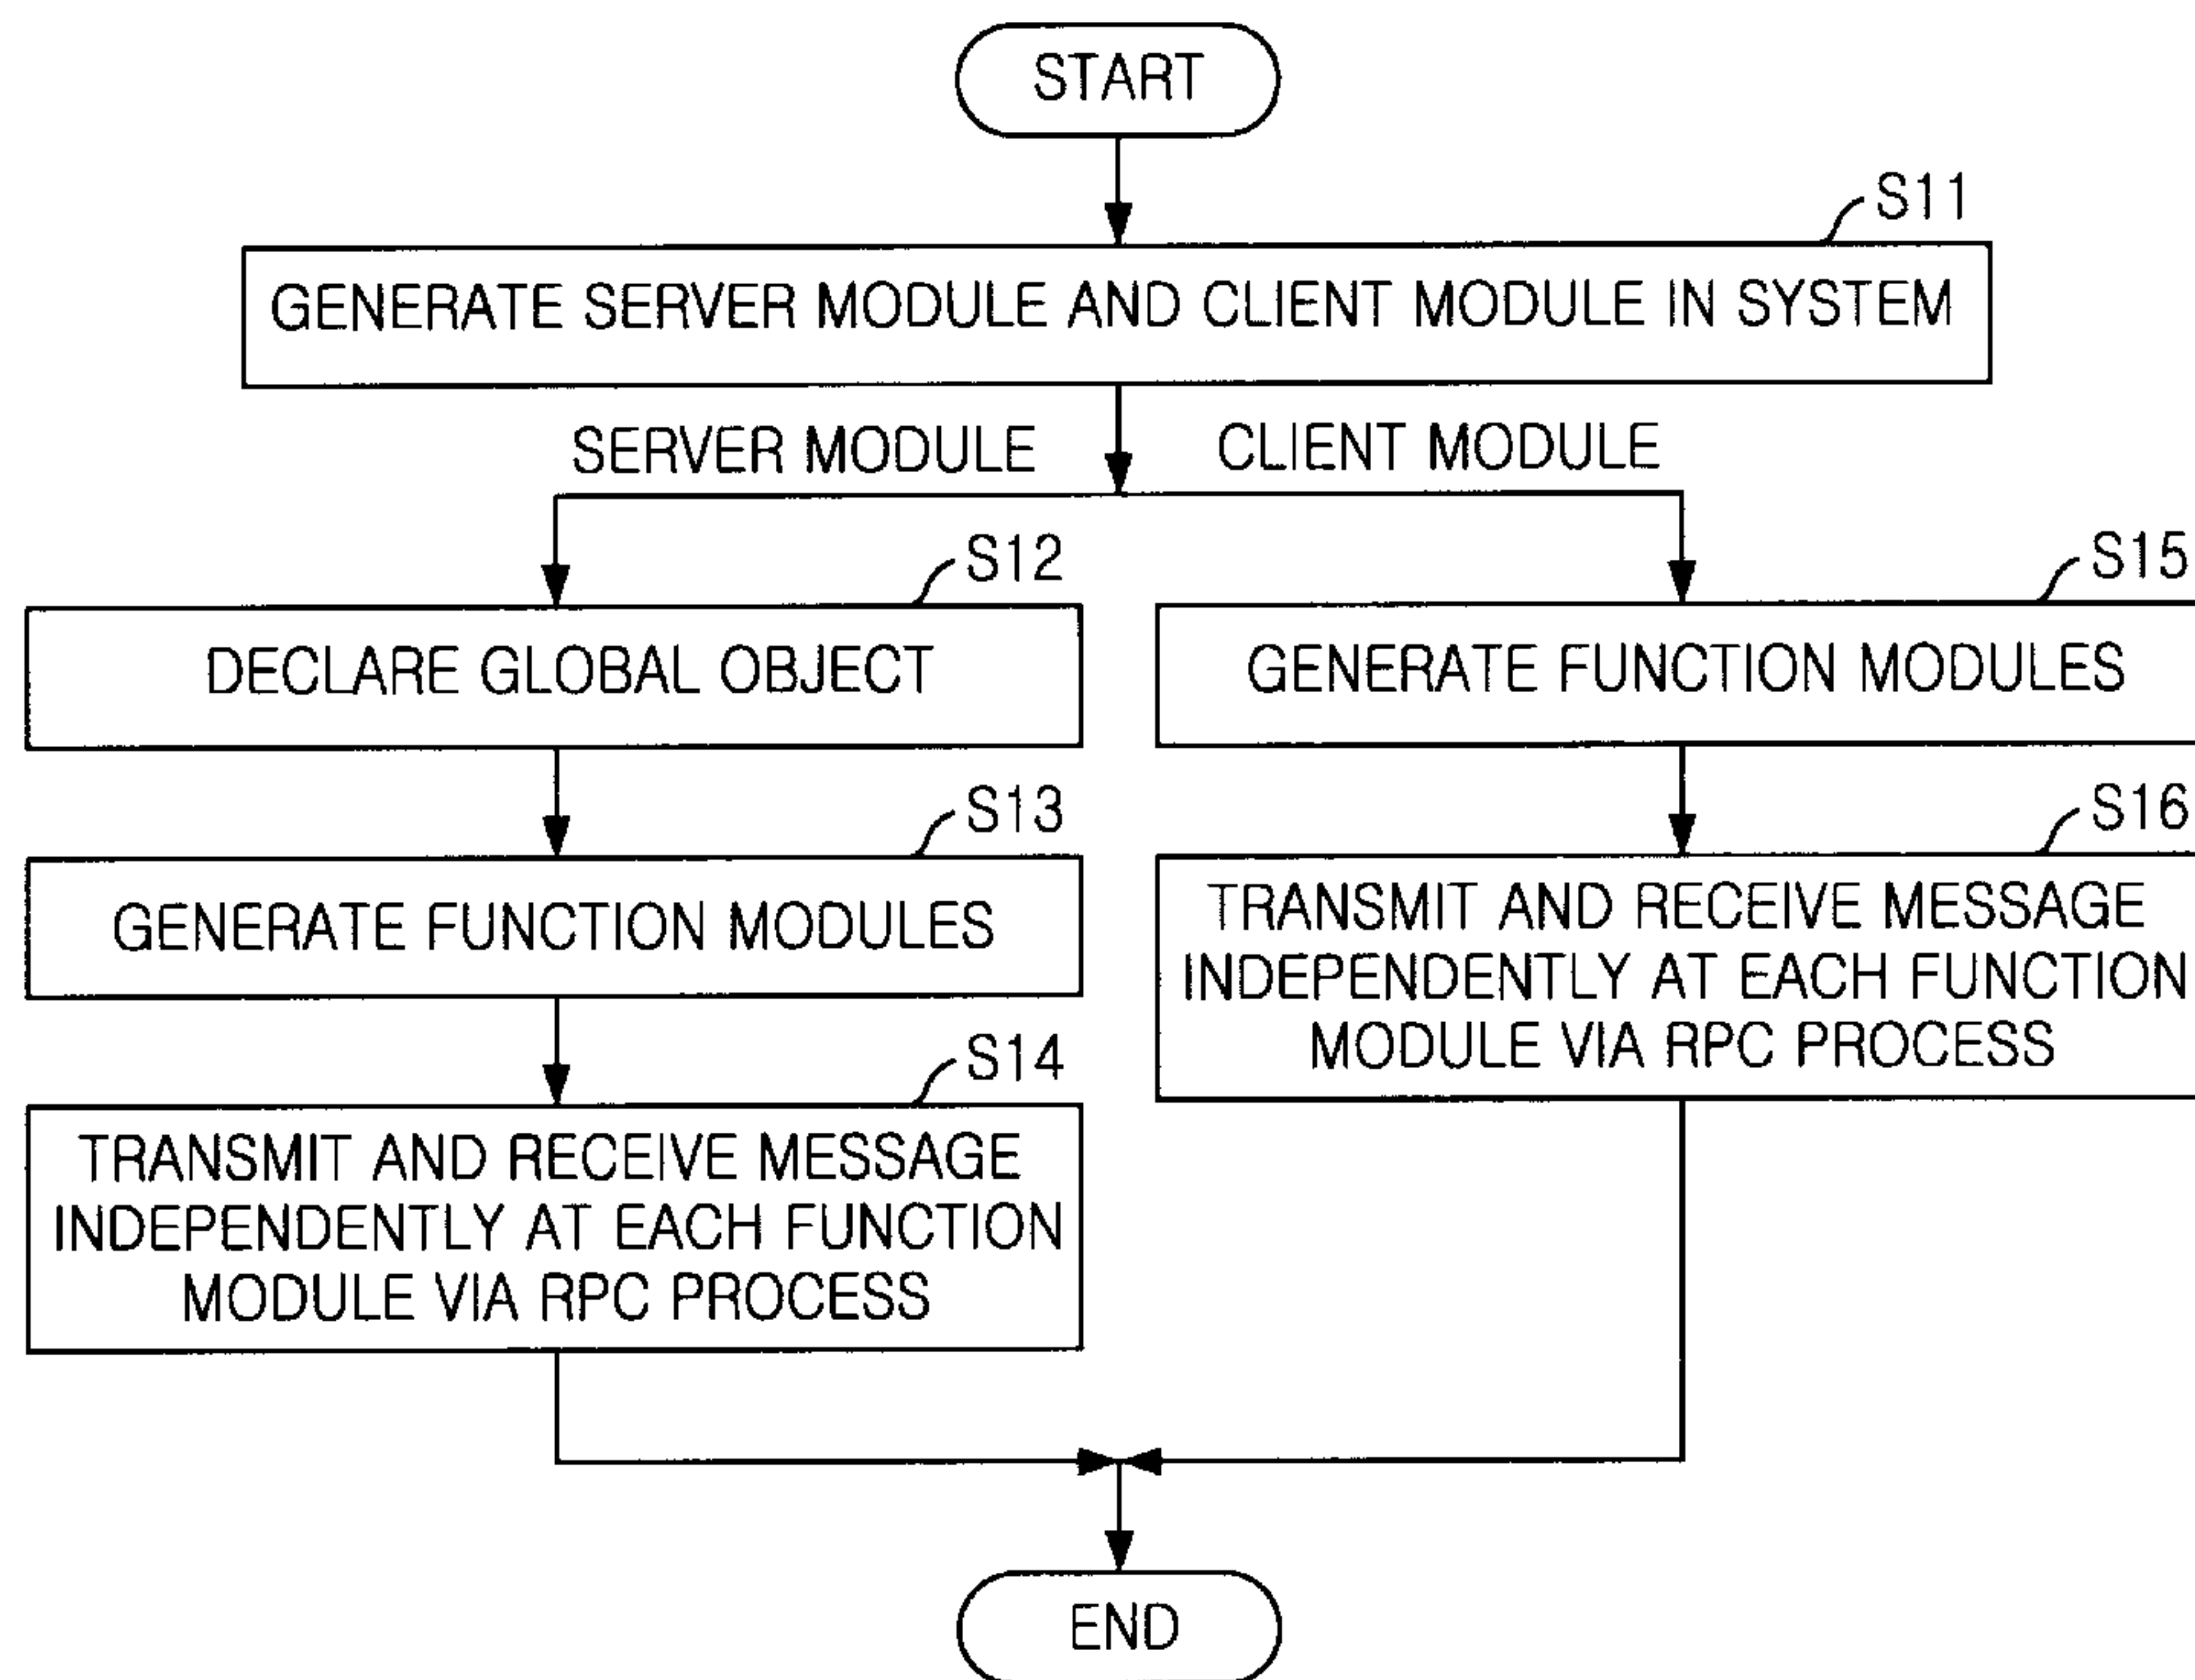 START
S11
GENERATE SERVER MODULE AND CLIENT MODULE IN SYSTEM
SERVER MODULE
CLIENT MODULE
S12
DECLARE GLOBAL OBJECT
S13
GENERATE FUNCTION MODULES
S14
TRANSMIT AND RECEIVE MESSAGE
INDEPENDENTLY AT EACH FUNCTION
MODULE VIA RPC PROCESS
S15
GENERATE FUNCTION MODULES
S16
TRANSMIT AND RECEIVE MESSAGE
INDEPENDENTLY AT EACH FUNCTION
MODULE VIA RPC PROCESS
END